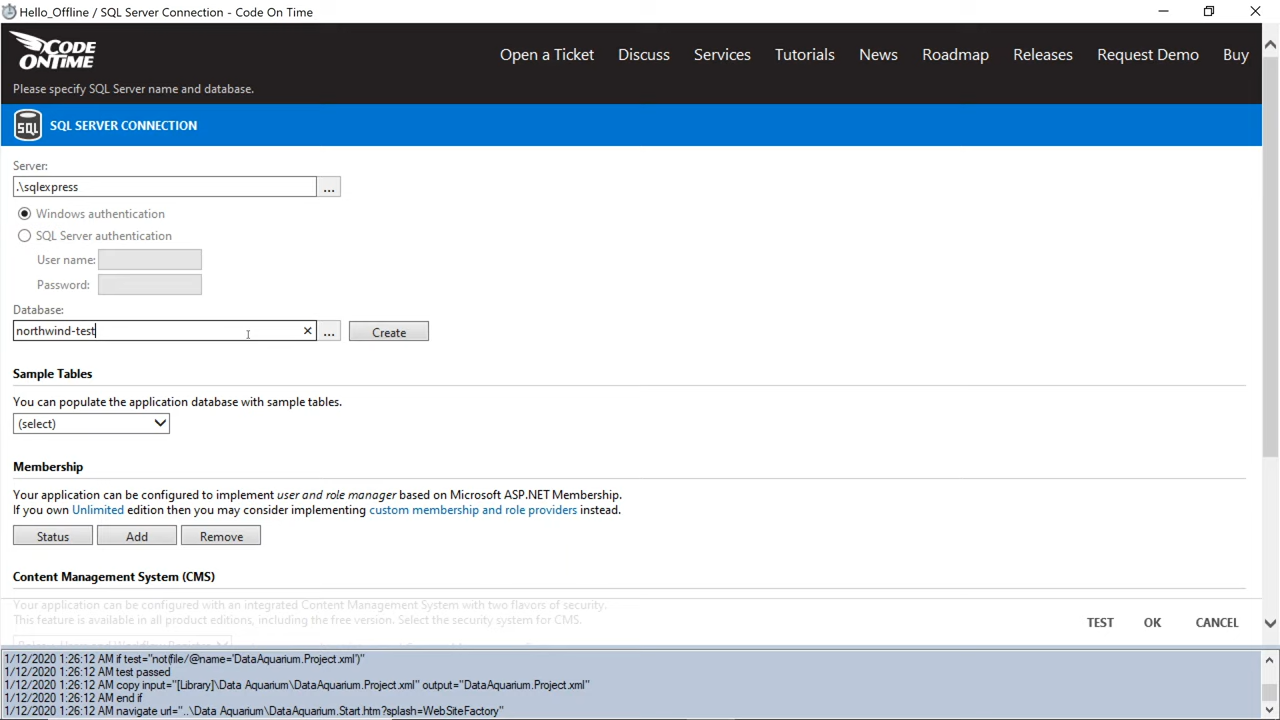 Hello_Offline / SQL Server Connection - Code On Time
CODE ONTIME
Open a Ticket Discuss Services Tutorials News Roadmap Releases Request Demo Buy
Please specify SQL Server name and database.
SQL SERVER CONNECTION
Server:
.\sqlexpress ...
Windows authentication
SQL Server authentication
User name:
Password:
Database:
northwind-test × ... Create
Sample Tables
You can populate the application database with sample tables.
(select)
Membership
Your application can be configured to implement user and role manager based on Microsoft ASP.NET Membership.
If you own Unlimited edition then you may consider implementing custom membership and role providers instead.
Status Add Remove
Content Management System (CMS)
Your application can be configured with an integrated Content Management System with two flavors of security.
This feature is available in all product editions, including the free version. Select the security system for CMS.
TEST OK CANCEL
1/12/2020 1:26:12 AM if test="not(file/@name='DataAquarium.Project.xml')"
1/12/2020 1:26:12 AM test passed
1/12/2020 1:26:12 AM copy input="[Library]\Data Aquarium\DataAquarium.Project.xml" output="DataAquarium.Project.xml"
1/12/2020 1:26:12 AM end if
1/12/2020 1:26:12 AM navigate url="..\Data Aquarium\DataAquarium.Start.htm?splash=WebSiteFactory"